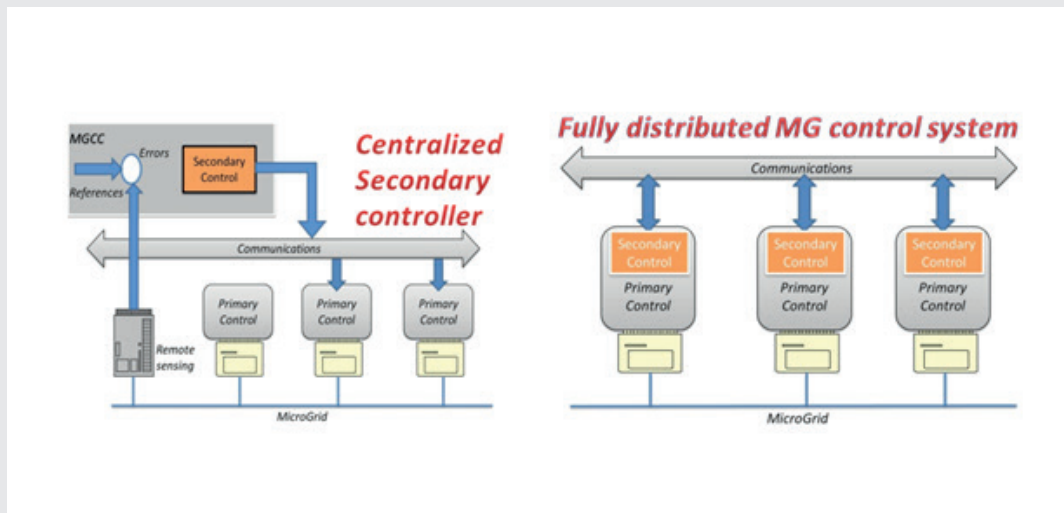 MGCC
Errors
References
Secondary
Control
Centralized
Secondary
controller
Communications
Primary
Control
Primary
Control
Primary
Control
Remote
sensing
MicroGrid
Fully distributed MG control system
Communications
Secondary
Control
Primary
Control
Secondary
Control
Primary
Control
Secondary
Control
Primary
Control
MicroGrid